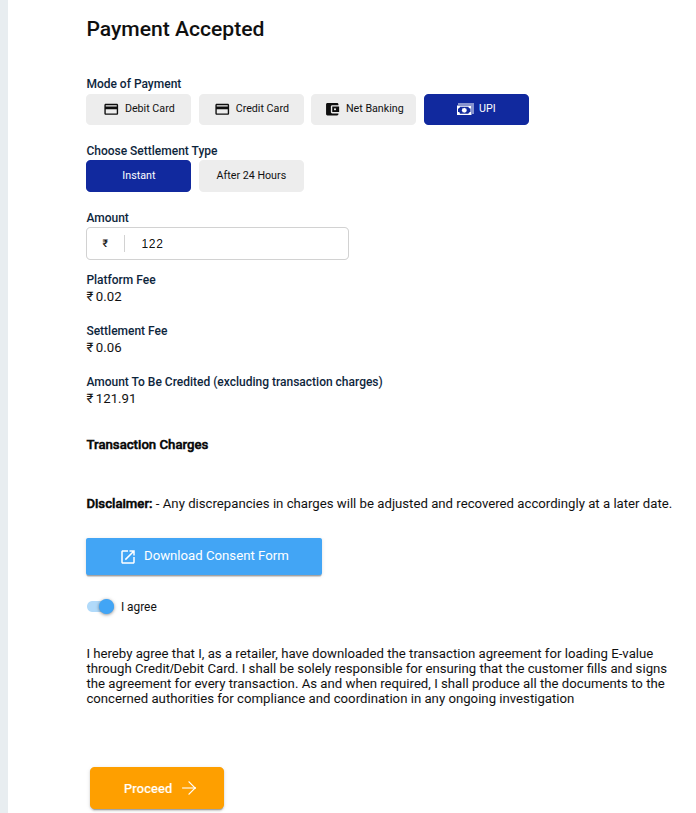 Payment Accepted
Mode of Payment
Debit Card Credit Card Net Banking UPI
Choose Settlement Type
Instant After 24 Hours
Amount
₹ 122
Platform Fee
₹ 0.02
Settlement Fee
₹ 0.06
Amount To Be Credited (excluding transaction charges)
₹ 121.91
Transaction Charges
Disclaimer: - Any discrepancies in charges will be adjusted and recovered accordingly at a later date.
Download Consent Form
I agree
I hereby agree that I, as a retailer, have downloaded the transaction agreement for loading E-value
through Credit/Debit Card. I shall be solely responsible for ensuring that the customer fills and signs
the agreement for every transaction. As and when required, I shall produce all the documents to the
concerned authorities for compliance and coordination in any ongoing investigation
Proceed